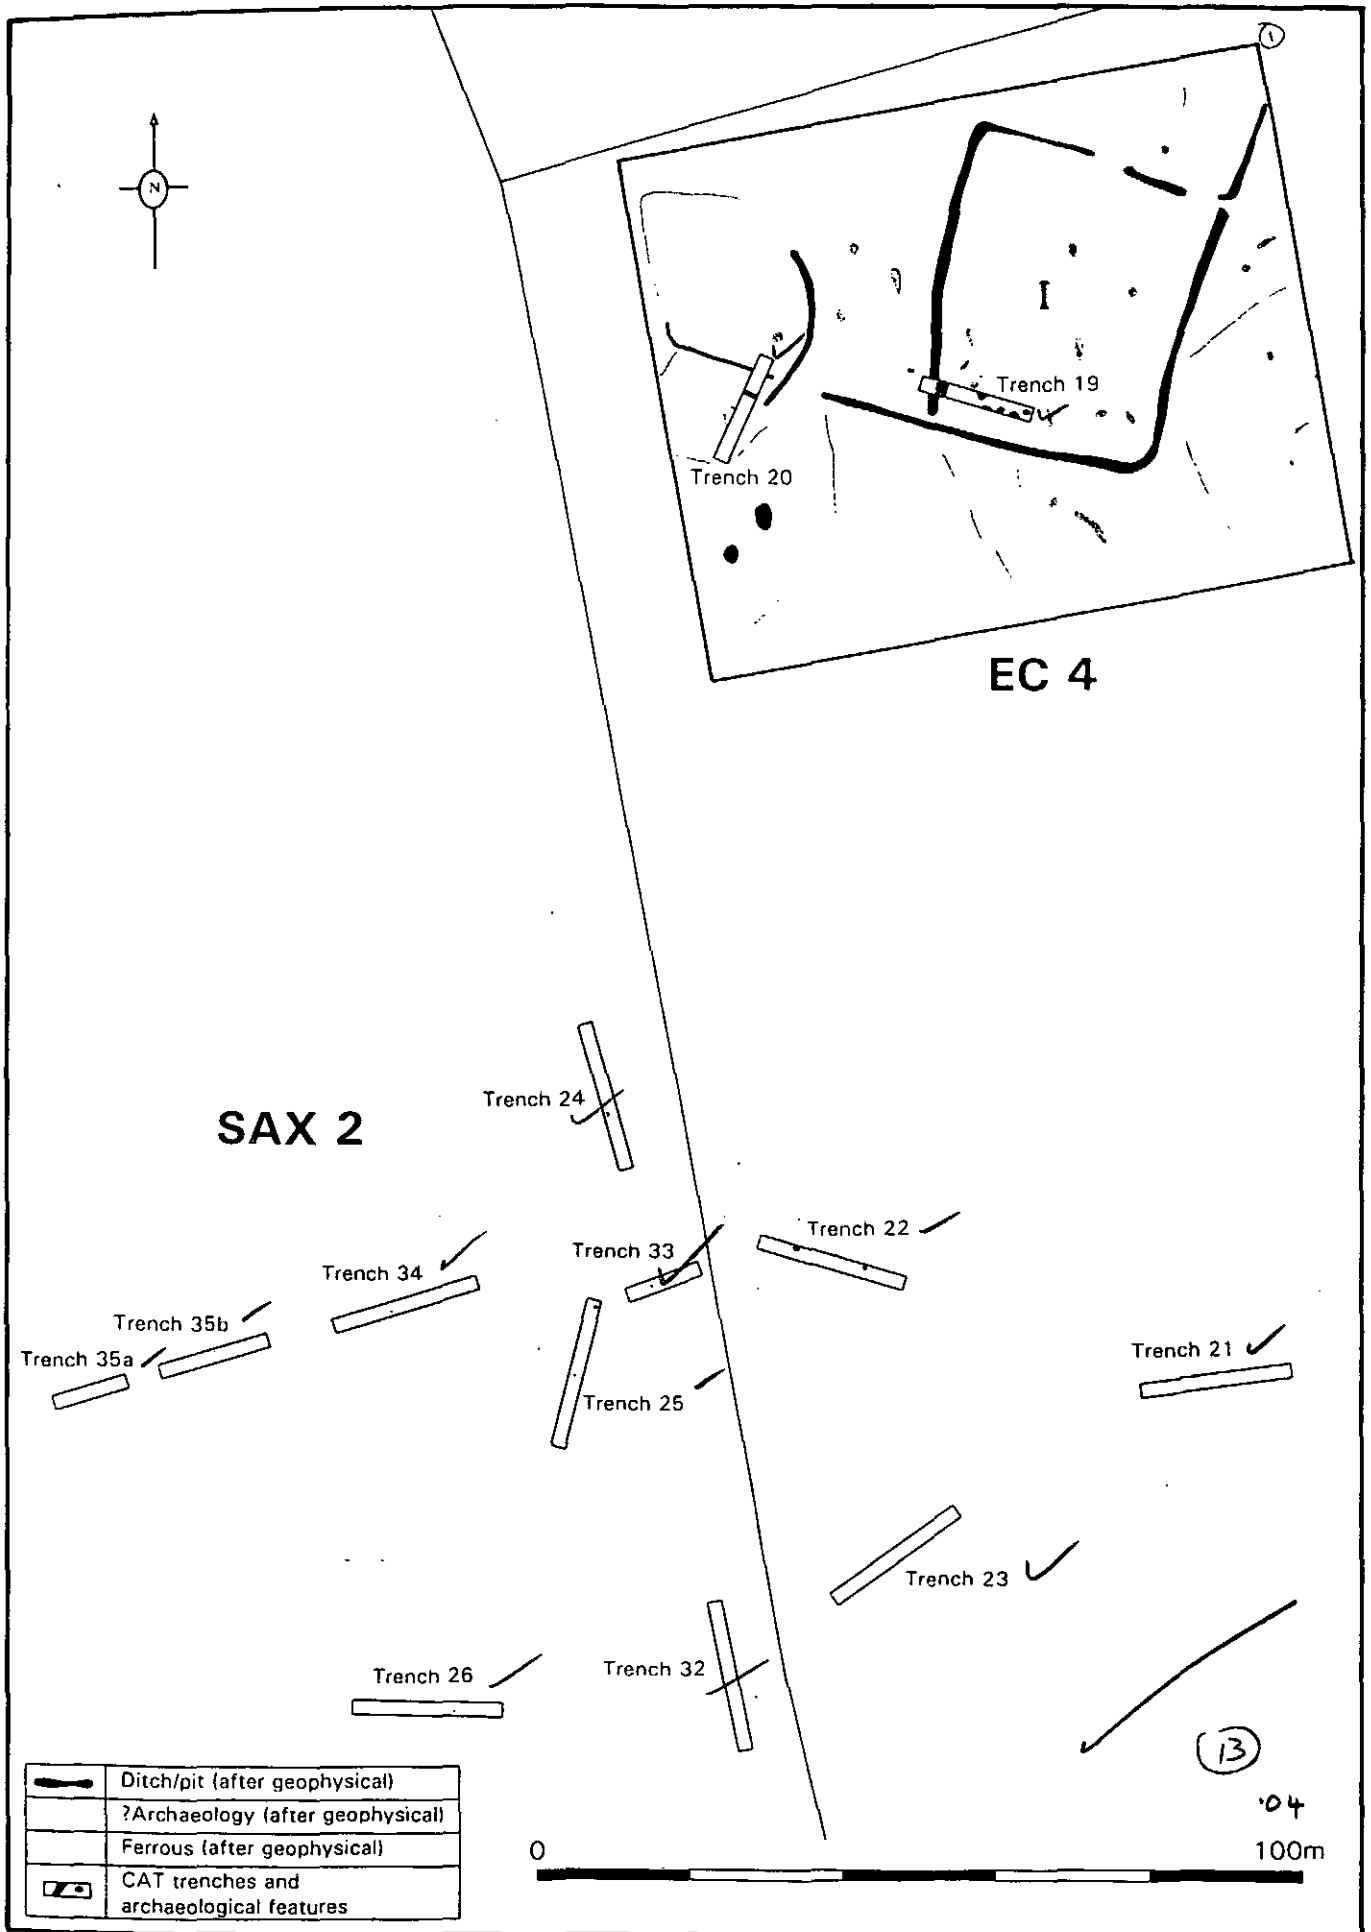 1
N
I
Trench 19
Trench 20
EC 4
Trench 24
SAX 2
Trench 22
Trench 33
Trench 34
Trench 35b
Trench 35a
Trench 21
Trench 25
Trench 23
Trench 32
Trench 26
13
'04
Ditch/pit (after geophysical)
?Archaeology (after geophysical)
Ferrous (after geophysical)
CAT trenches and
archaeological features
0
100m